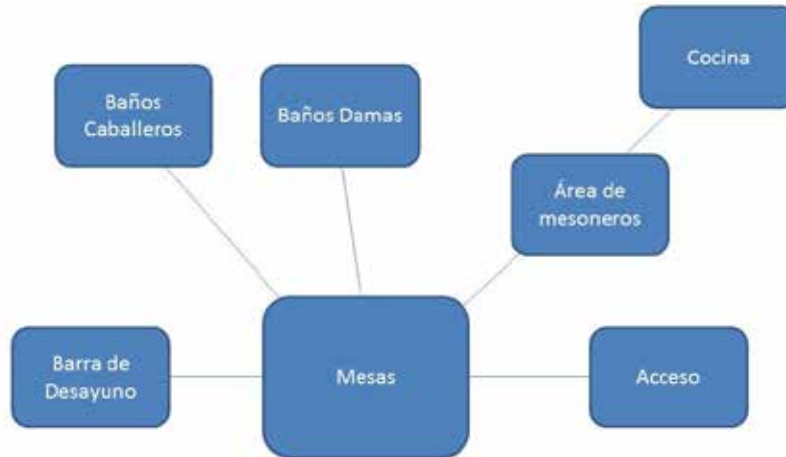 Cocina
Baños
Caballeros
Baños Damas
Área de
mesoneros
Barra de
Desayuno
Mesas
Acceso